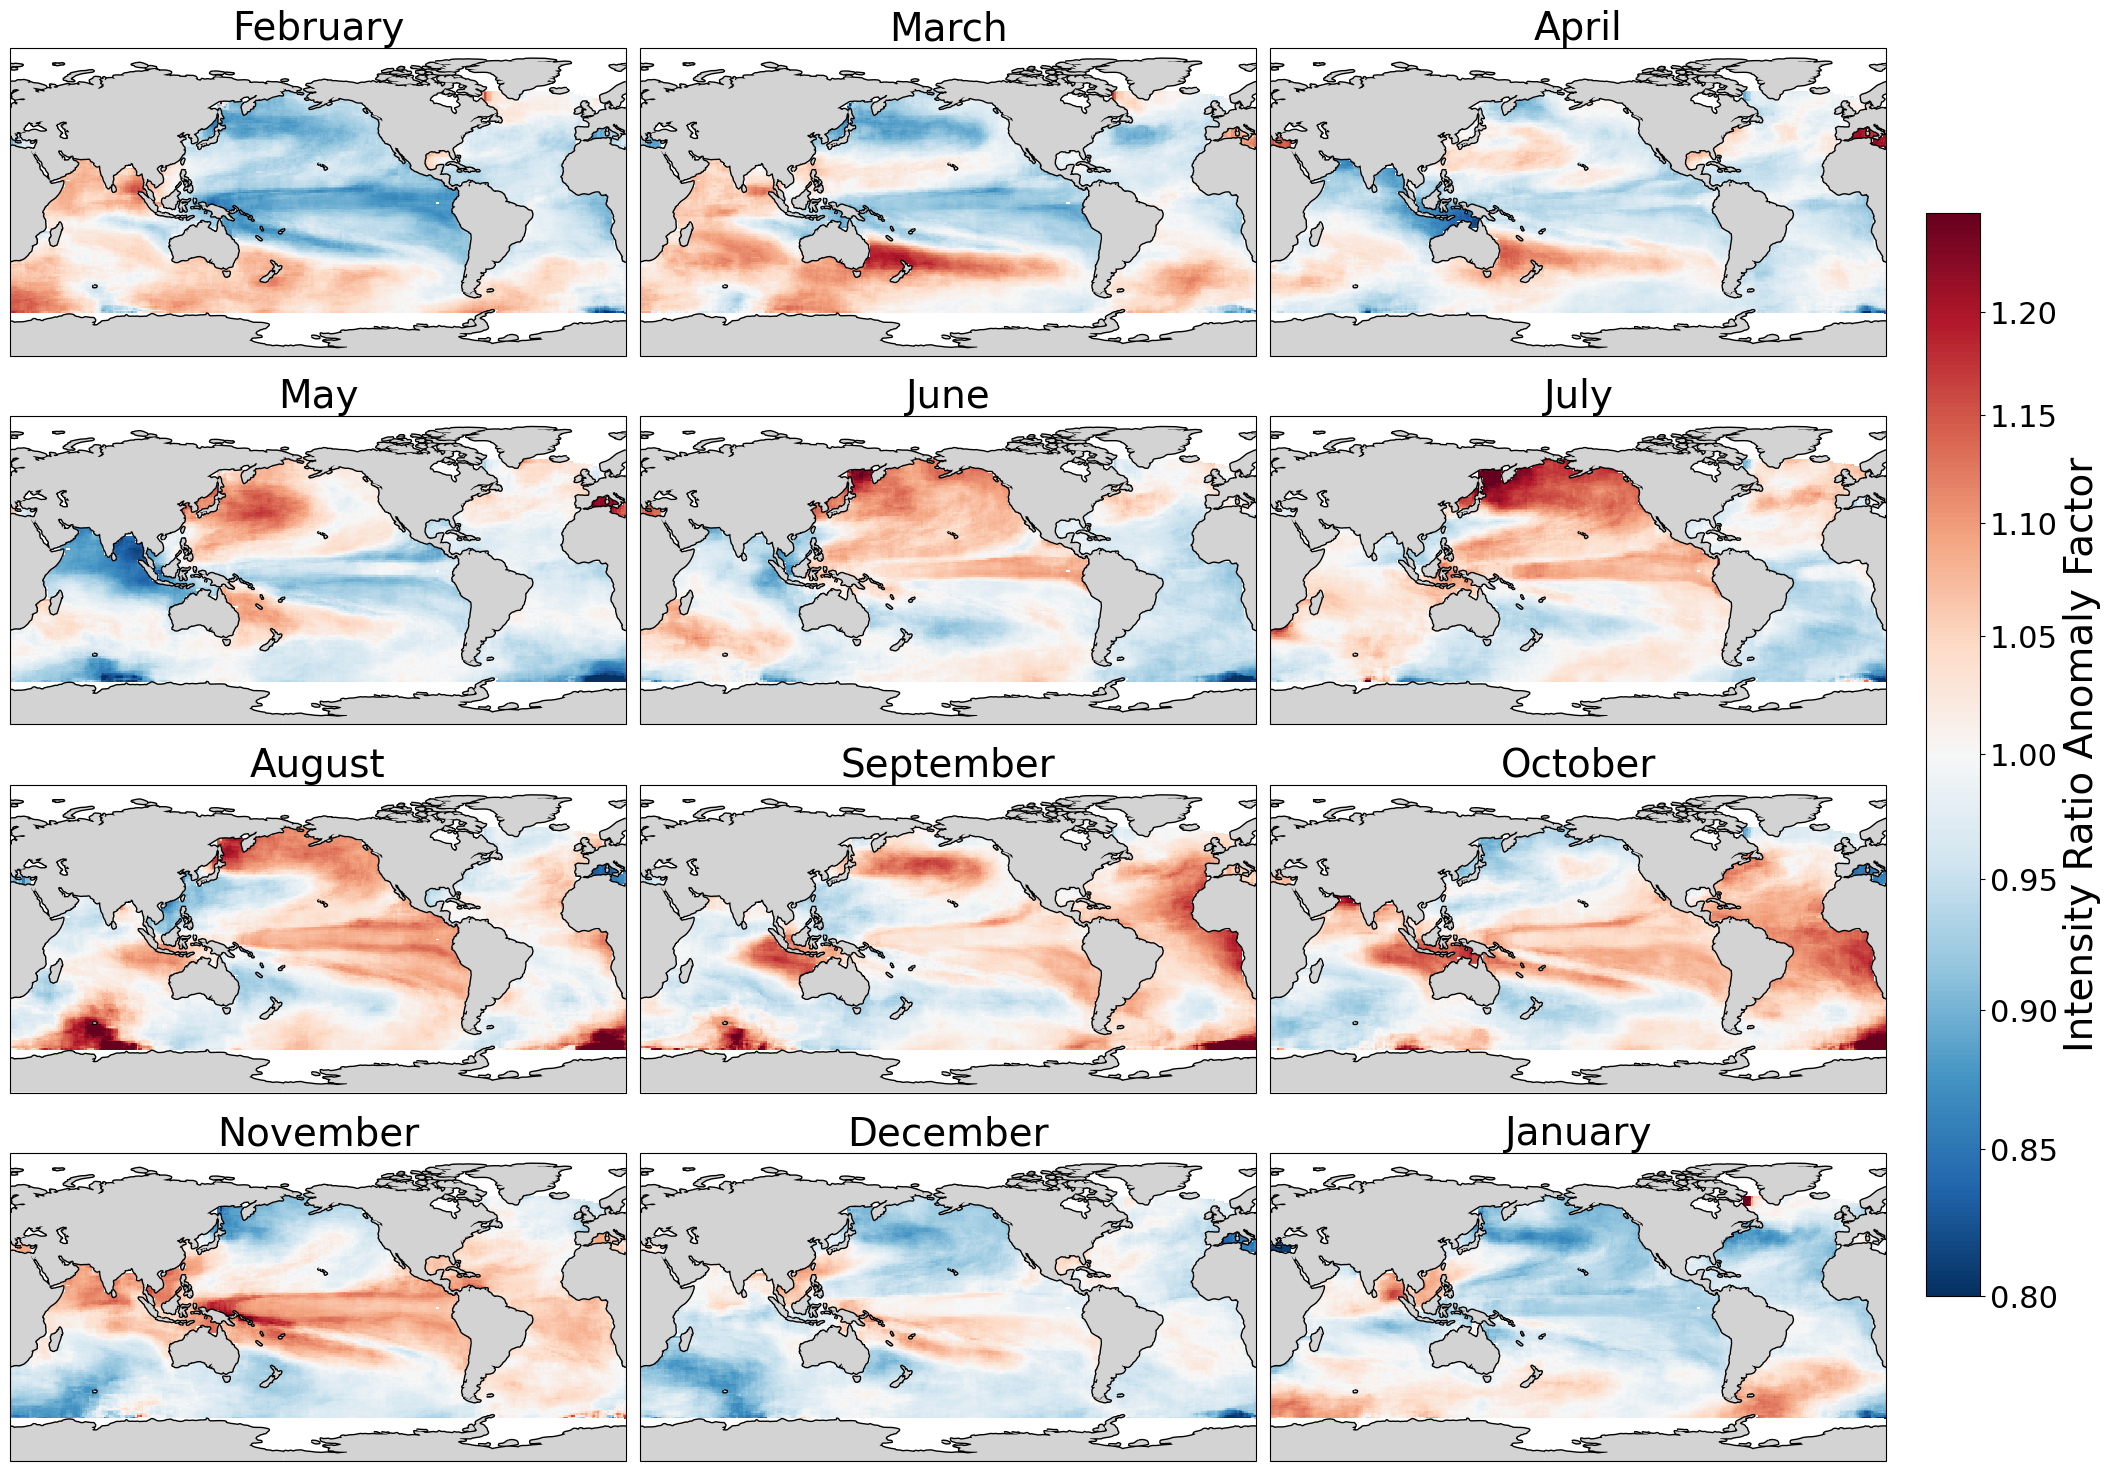 February
March
April
May
June
July
August
September
October
November
December
January
1.20
1.15
1.10
1.05
1.00
0.95
0.90
0.85
0.80
Intensity Ratio Anomaly Factor